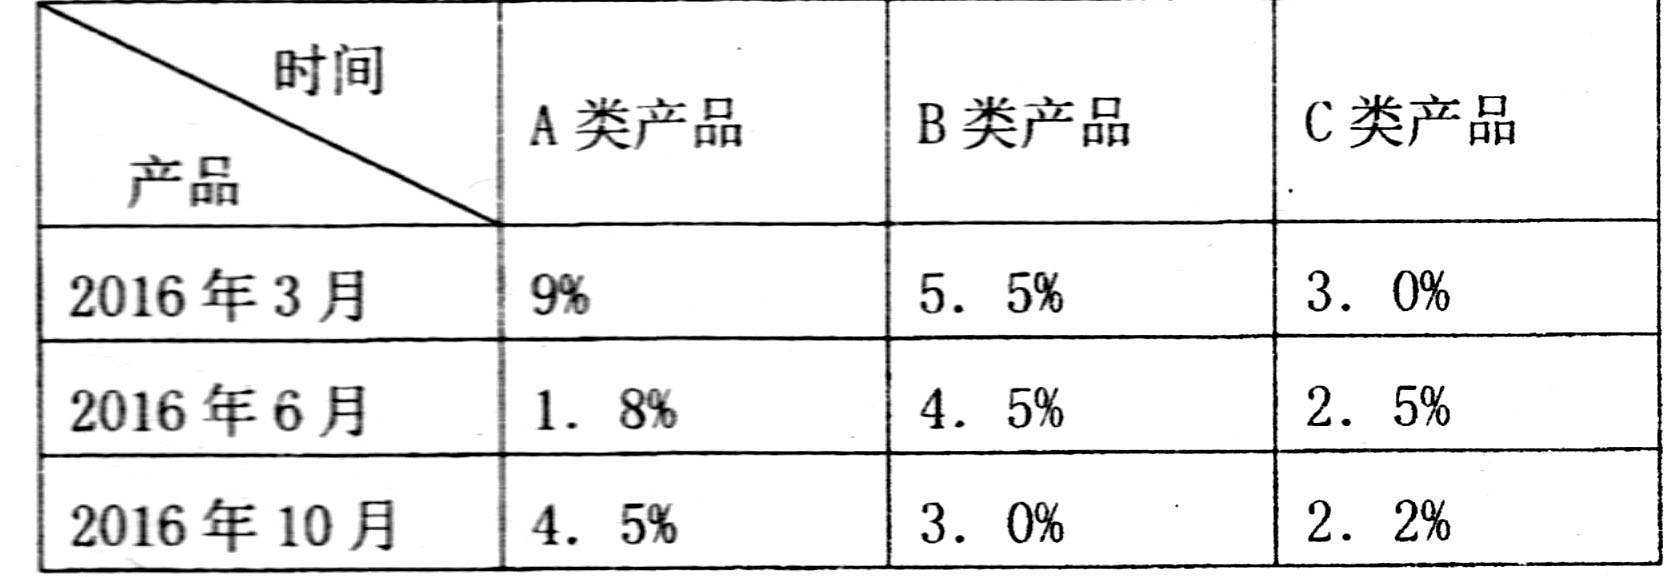 时间
产品
A 类产品 B 类产品 C 类产品
2016 年 3 月 9% 5. 5% 3. 0%
2016 年 6 月 1. 8% 4. 5% 2. 5%
2016 年 10 月 4. 5% 3. 0% 2. 2%